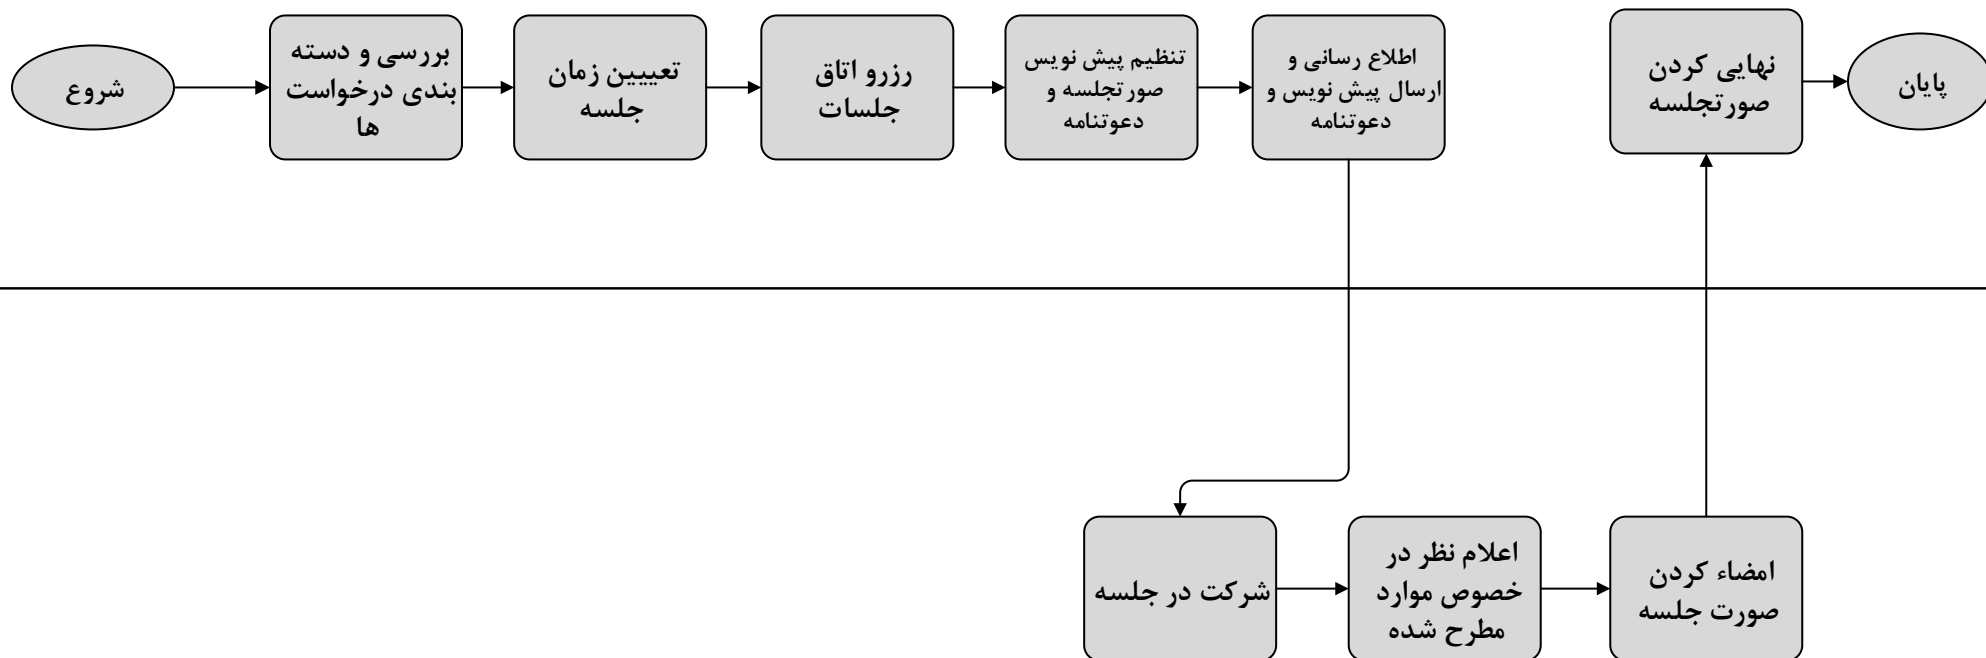 شروع
بررسی و دسته
بندی درخواست
ها
تعییین زمان
جلسه
رزرو اتاق
جلسات
تنظیم پیش نویس
صورتجلسه و
دعوتنامه
اطلاع رسانی و
ارسال پیش نویس و
دعوتنامه
نهایی کردن
صورتجلسه
پایان
شرکت در جلسه
اعلام نظر در
خصوص موارد
مطرح شده
امضاء کردن
صورت جلسه